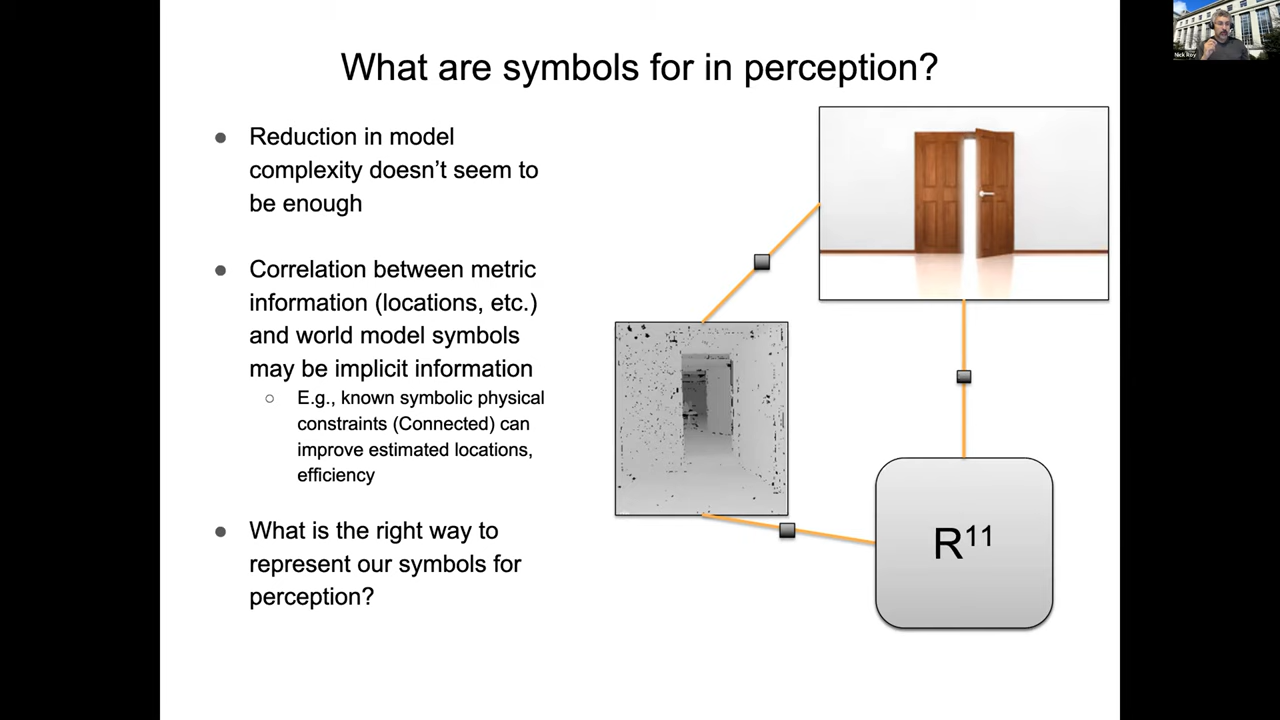 What are symbols for in perception?
● Reduction in model
complexity doesn’t seem to
be enough
● Correlation between metric
information (locations, etc.)
and world model symbols
may be implicit information
○ E.g., known symbolic physical
constraints (Connected) can
improve estimated locations,
efficiency
● What is the right way to
represent our symbols for
perception?
R¹¹
Nick Roy